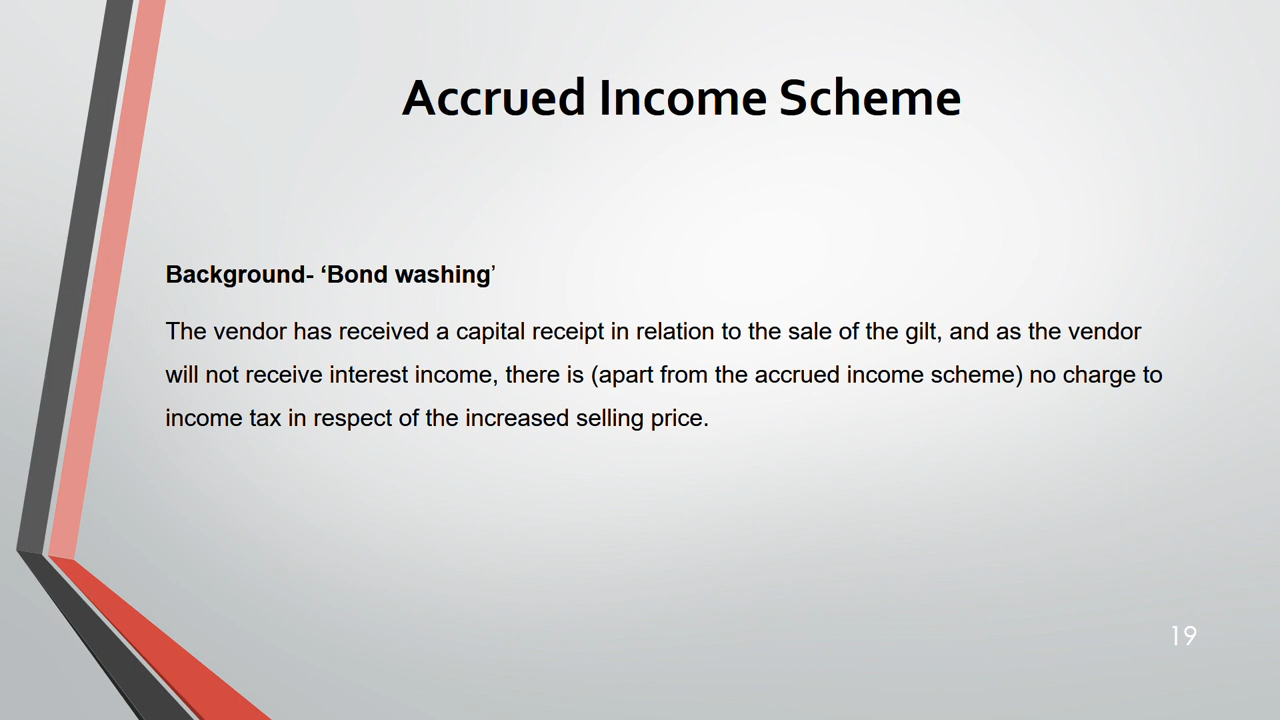 Accrued Income Scheme
Background- ‘Bond washing’
The vendor has received a capital receipt in relation to the sale of the gilt, and as the vendor
will not receive interest income, there is (apart from the accrued income scheme) no charge to
income tax in respect of the increased selling price.
19